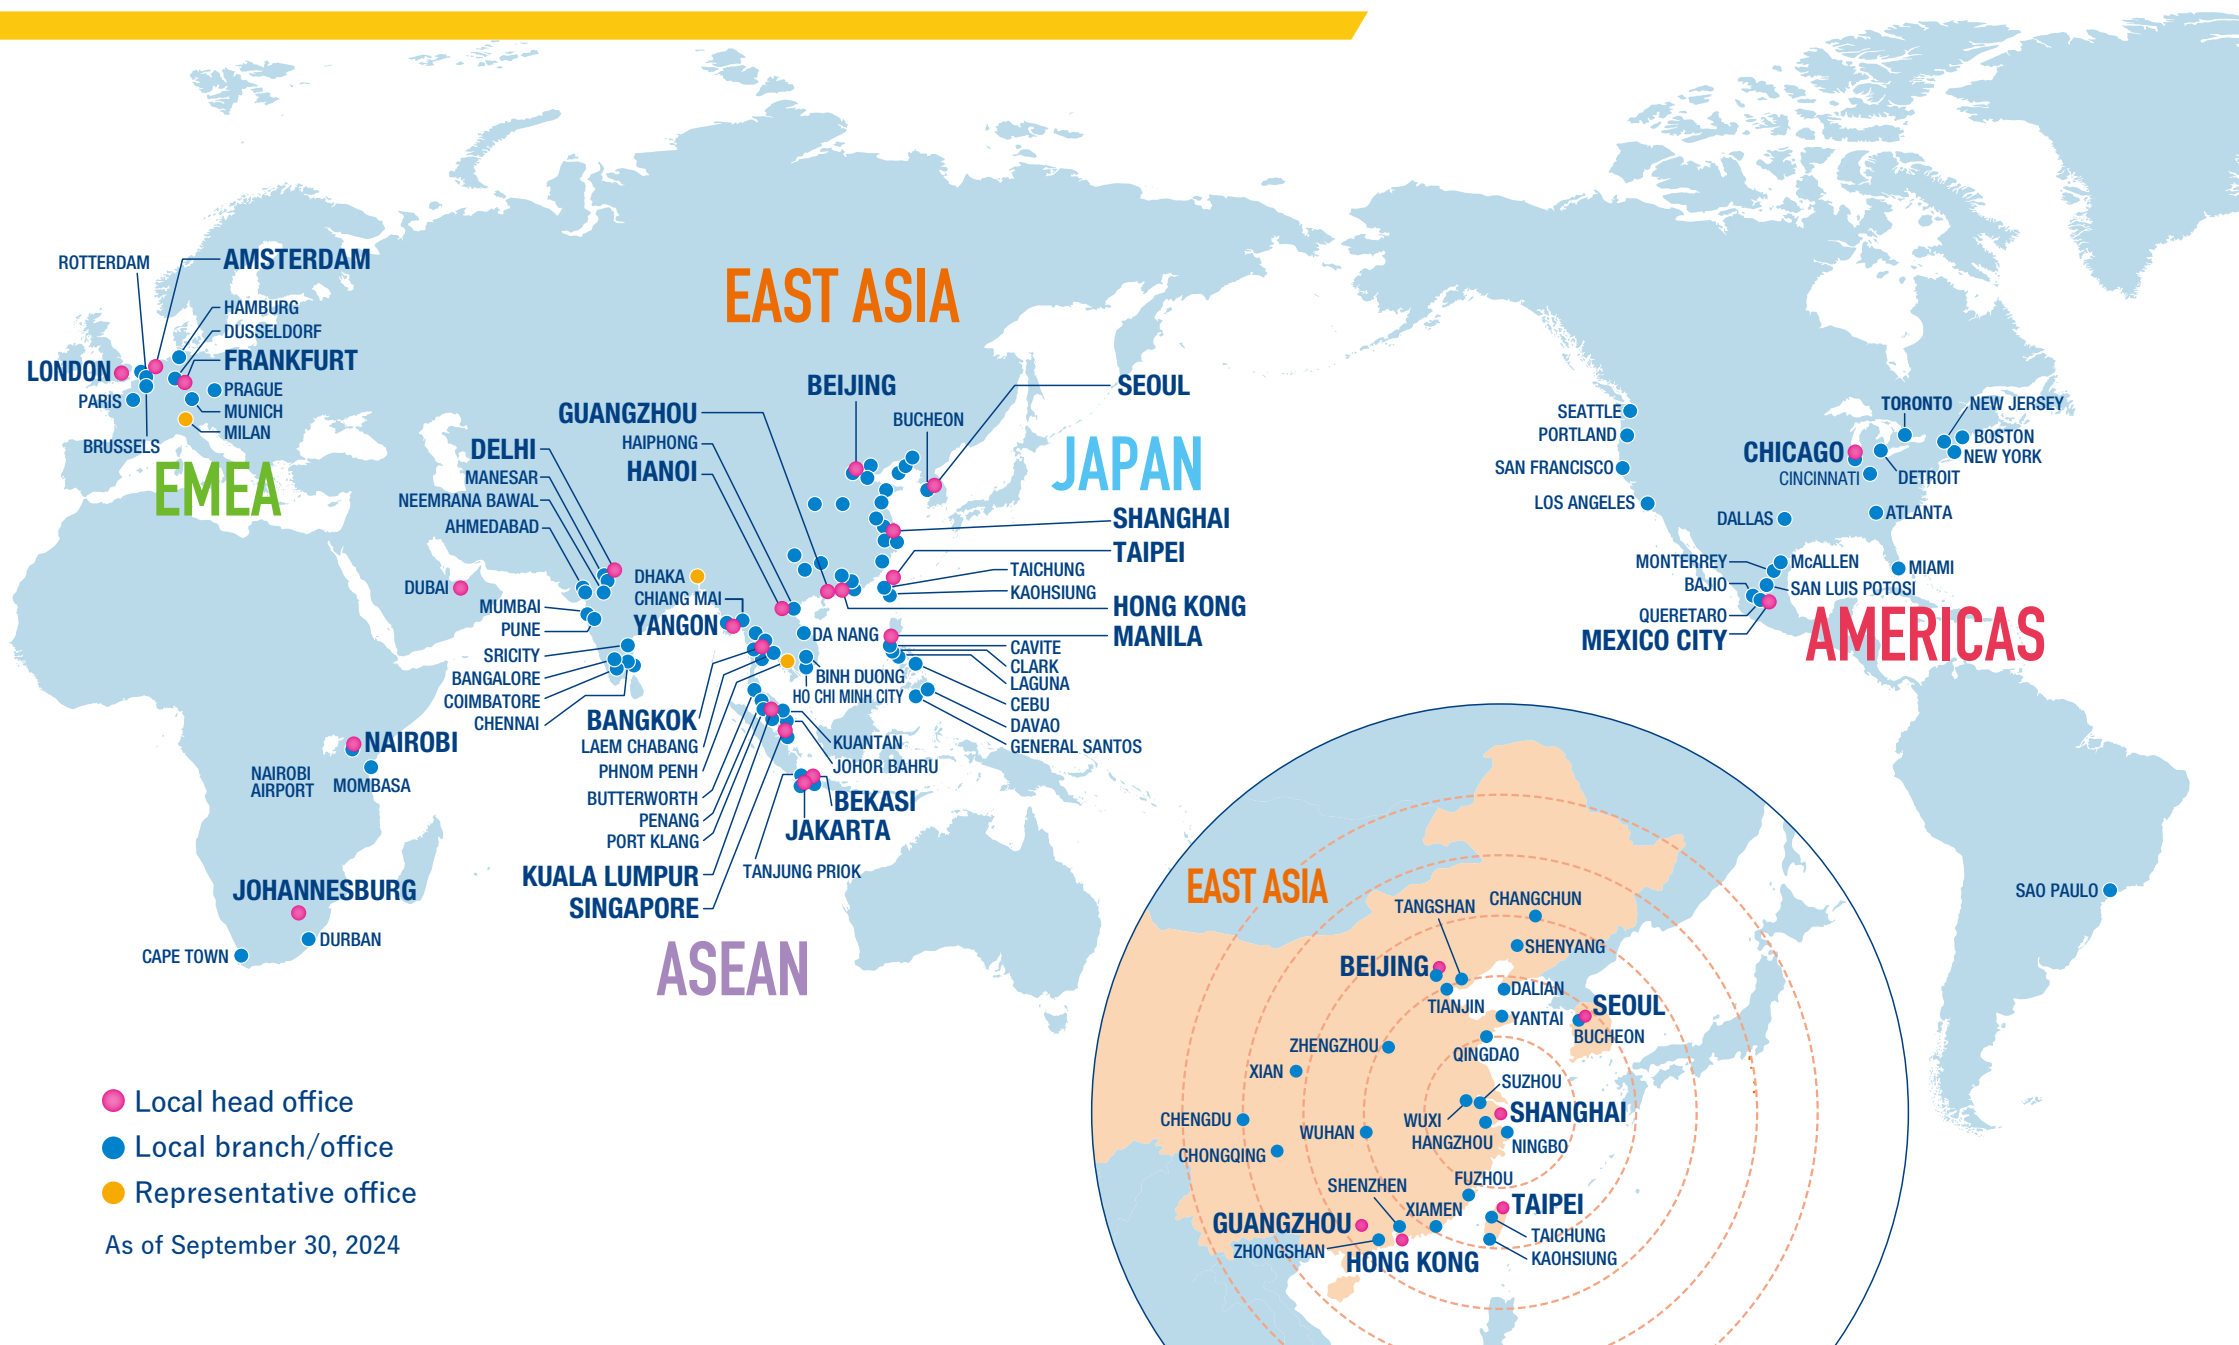 ROTTERDAM
AMSTERDAM
HAMBURG
DÜSSELDORF
FRANKFURT
LONDON
PRAGUE
PARIS
MUNICH
MILAN
BRUSSELS
EMEA
EAST ASIA
BEIJING
SEOUL
GUANGZHOU
BUCHEON
HAIPHONG
HANOI
JAPAN
DELHI
MANESAR
NEEMRANA BAWAL
AHMEDABAD
SHANGHAI
TAIPEI
TAICHUNG
KAOHSIUNG
HONG KONG
MANILA
DUBAI
DHAKA
CHIANG MAI
YANGON
MUMBAI
PUNE
SRICITY
BANGALORE
COIMBATORE
CHENNAI
DA NANG
BINH DUONG
HO CHI MINH CITY
CAVITE
CLARK
LAGUNA
CEBU
DAVAO
GENERAL SANTOS
BANGKOK
LAEM CHABANG
PHNOM PENH
BUTTERWORTH
PENANG
PORT KLANG
KUALA LUMPUR
SINGAPORE
KUANTAN
JOHOR BAHRU
BEKASI
JAKARTA
TANJUNG PRIOK
ASEAN
NAIROBI
NAIROBI
AIRPORT
MOMBASA
JOHANNESBURG
DURBAN
CAPE TOWN
SEATTLE
PORTLAND
SAN FRANCISCO
LOS ANGELES
TORONTO
NEW JERSEY
BOSTON
NEW YORK
CHICAGO
CINCINNATI
DETROIT
DALLAS
ATLANTA
MONTERREY
McALLEN
MIAMI
BAJIO
SAN LUIS POTOSI
QUERETARO
MEXICO CITY
AMERICAS
SAO PAULO
EAST ASIA
TANGSHAN
CHANGCHUN
SHENYANG
BEIJING
TIANJIN
DALIAN
SEOUL
YANTAI
BUCHEON
ZHENGZHOU
QINGDAO
XIAN
SUZHOU
SHANGHAI
CHENGDU
WUXI
WUHAN
HANGZHOU
NINGBO
CHONGQING
FUZHOU
SHENZHEN
XIAMEN
TAIPEI
GUANGZHOU
TAICHUNG
ZHONGSHAN
HONG KONG
KAOHSIUNG
Local head office
Local branch/office
Representative office
As of September 30, 2024